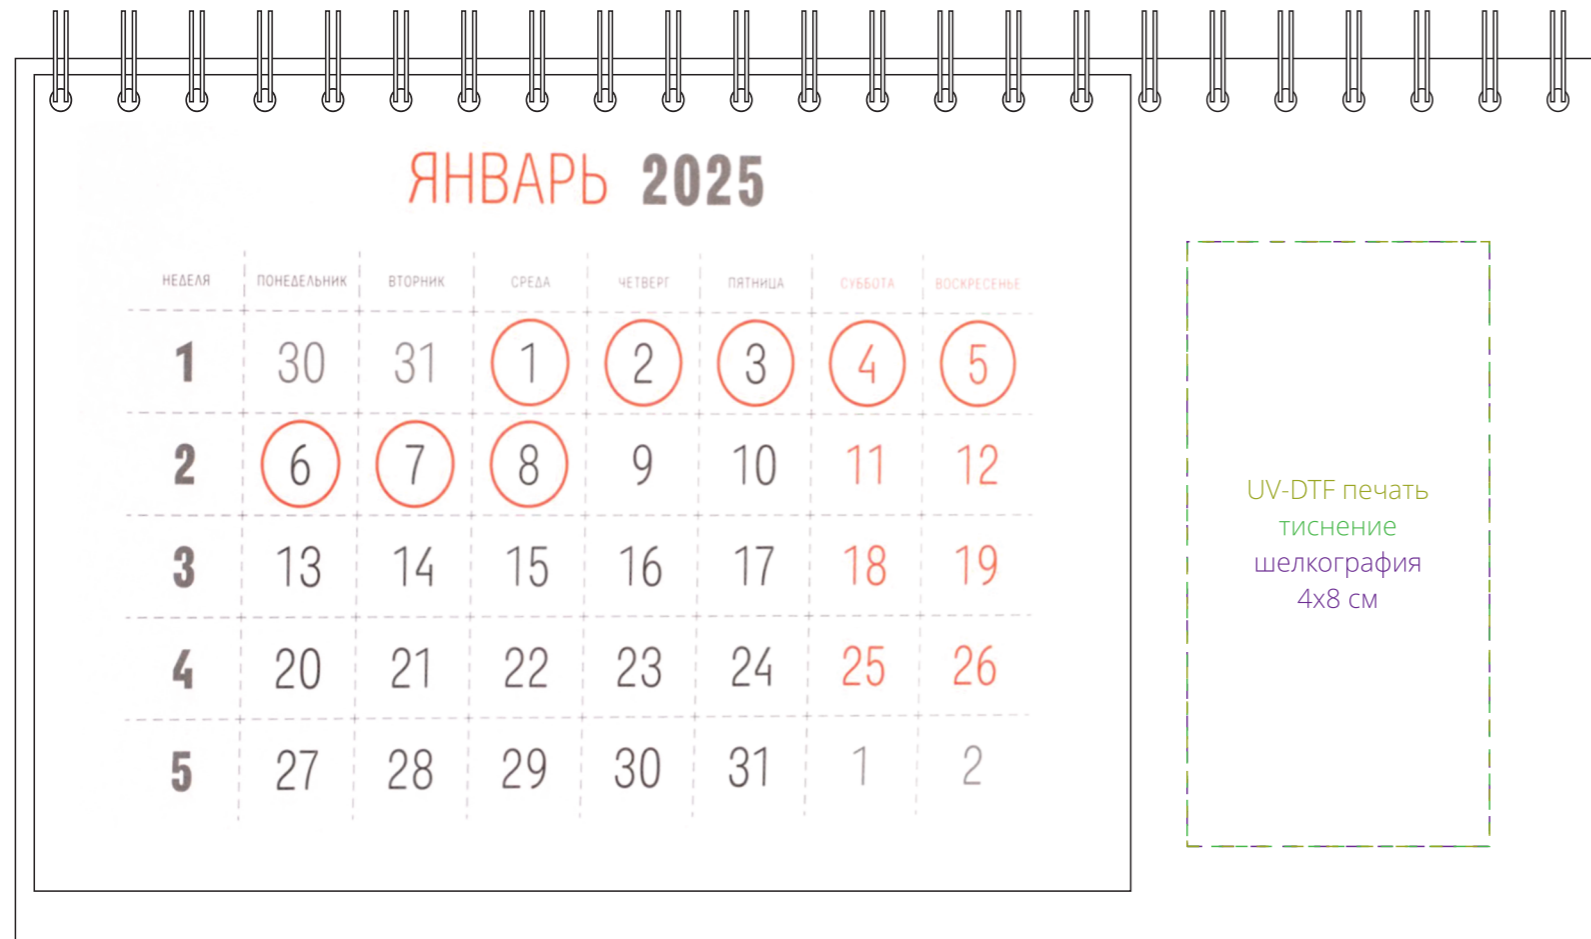 ЯНВАРЬ 2025
НЕДЕЛЯ ПОНЕДЕЛЬНИК ВТОРНИК СРЕДА ЧЕТВЕРГ ПЯТНИЦА СУББОТА ВОСКРЕСЕНЬЕ
1 30 31 1 2 3 4 5
2 6 7 8 9 10 11 12
3 13 14 15 16 17 18 19
4 20 21 22 23 24 25 26
5 27 28 29 30 31 1 2
UV-DTF печать
тиснение
шелкография
4х8 см